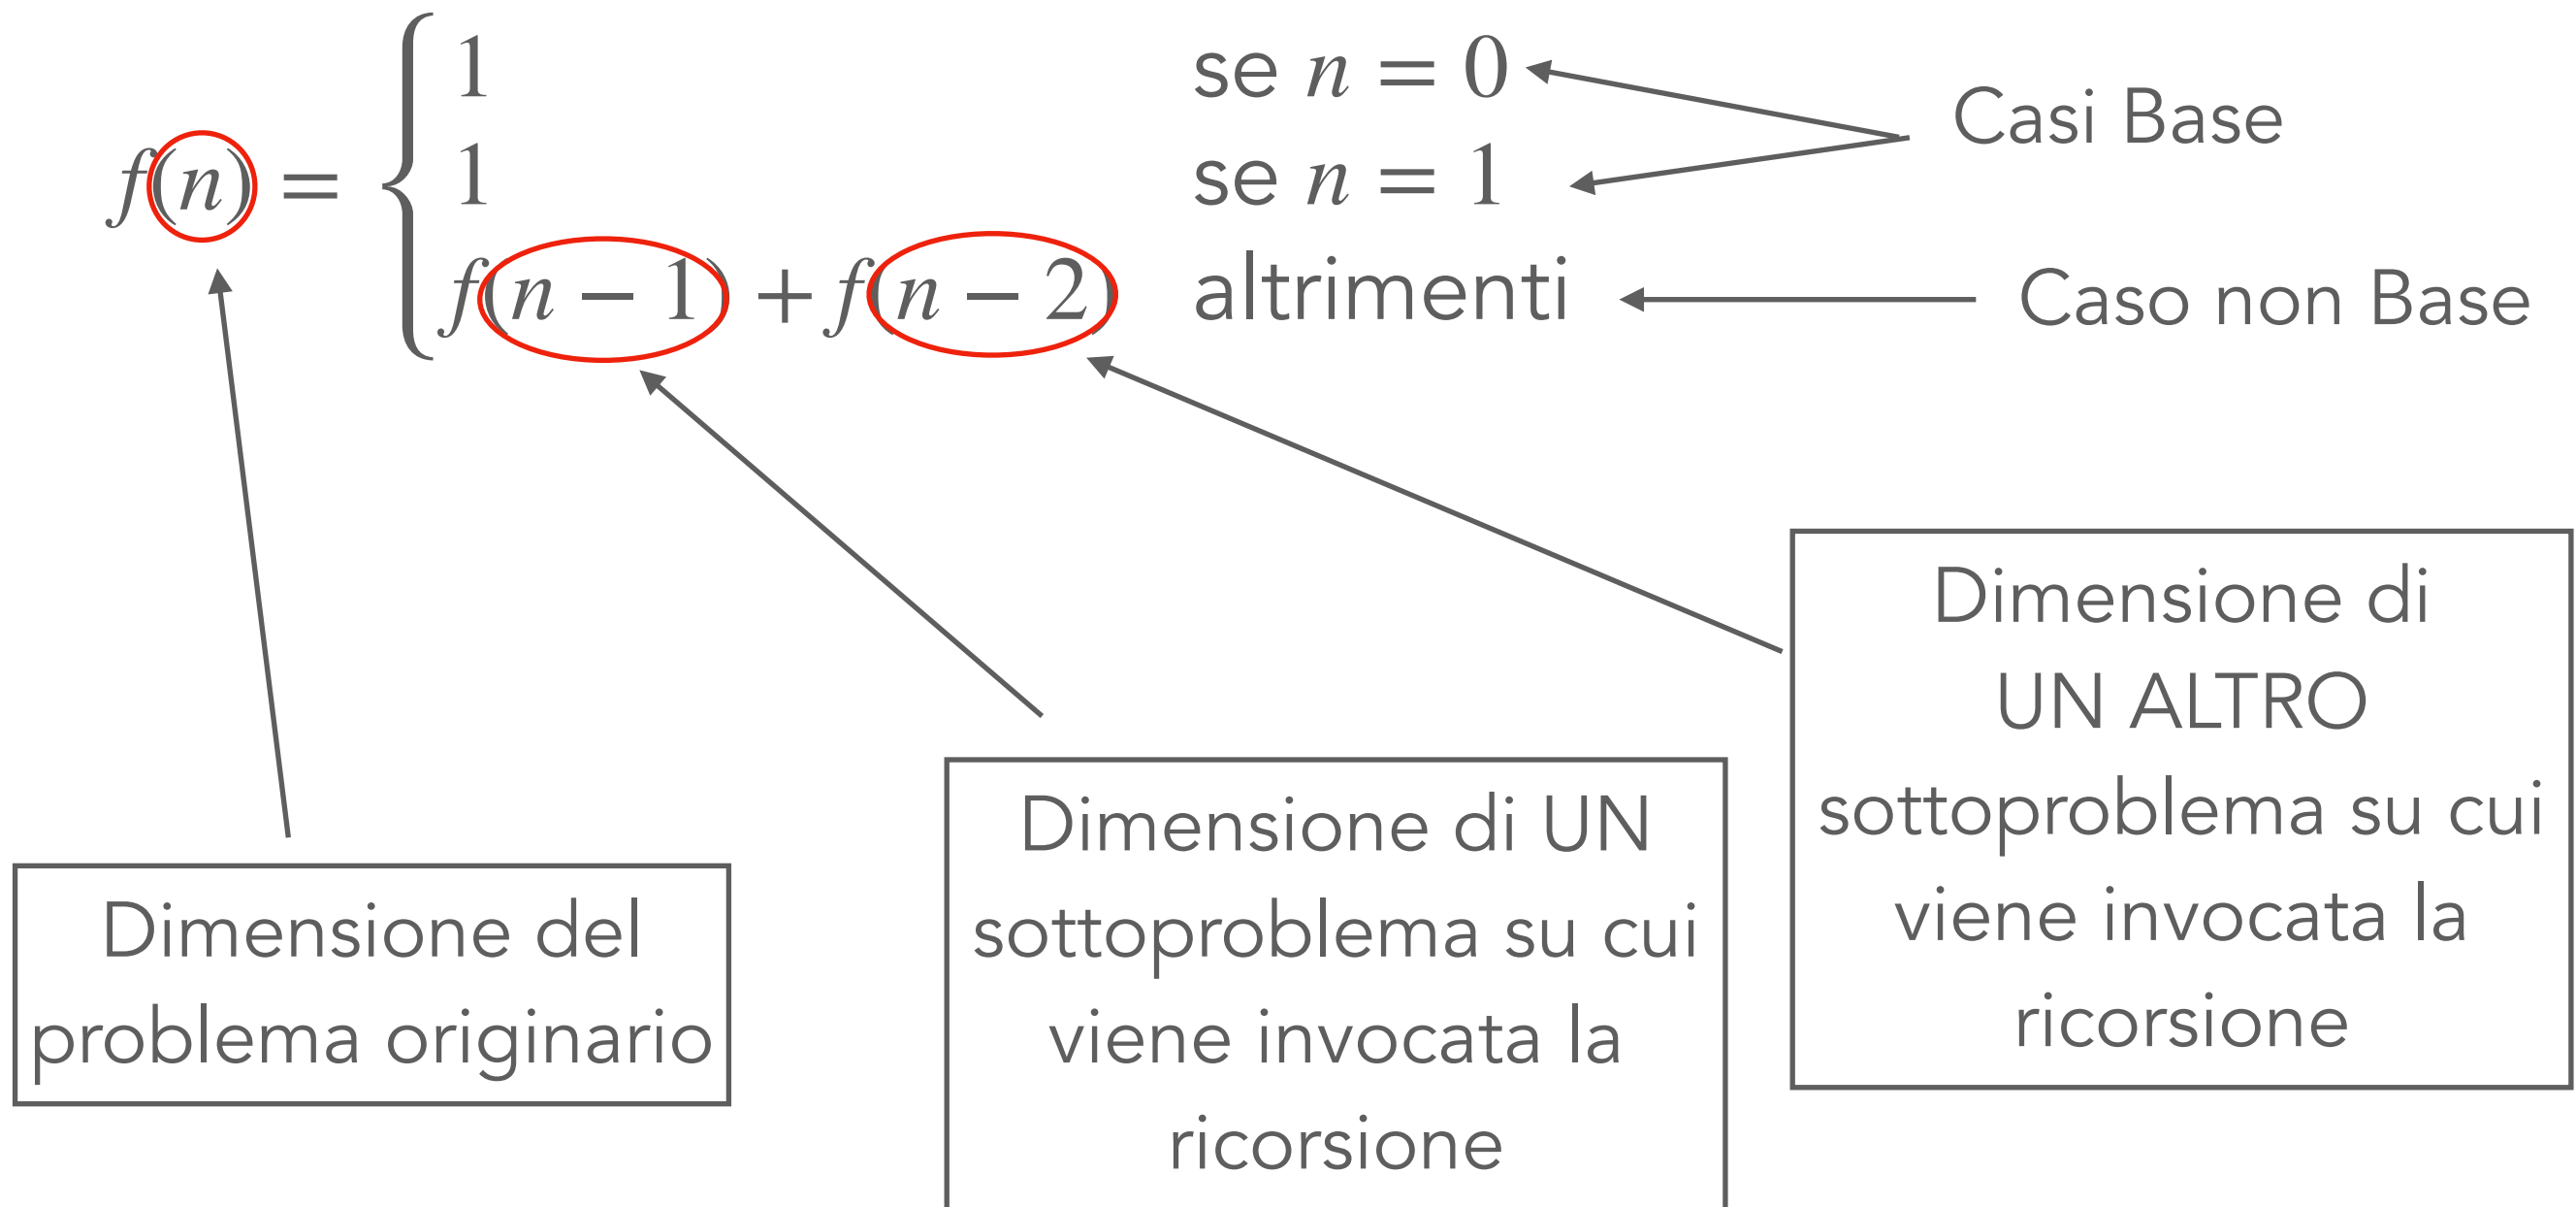 f(n) = { 1 se n = 0
1 se n = 1
f(n − 1) + f(n − 2) altrimenti
Casi Base
Caso non Base
Dimensione del
problema originario
Dimensione di UN
sottoproblema su cui
viene invocata la
ricorsione
Dimensione di
UN ALTRO
sottoproblema su cui
viene invocata la
ricorsione